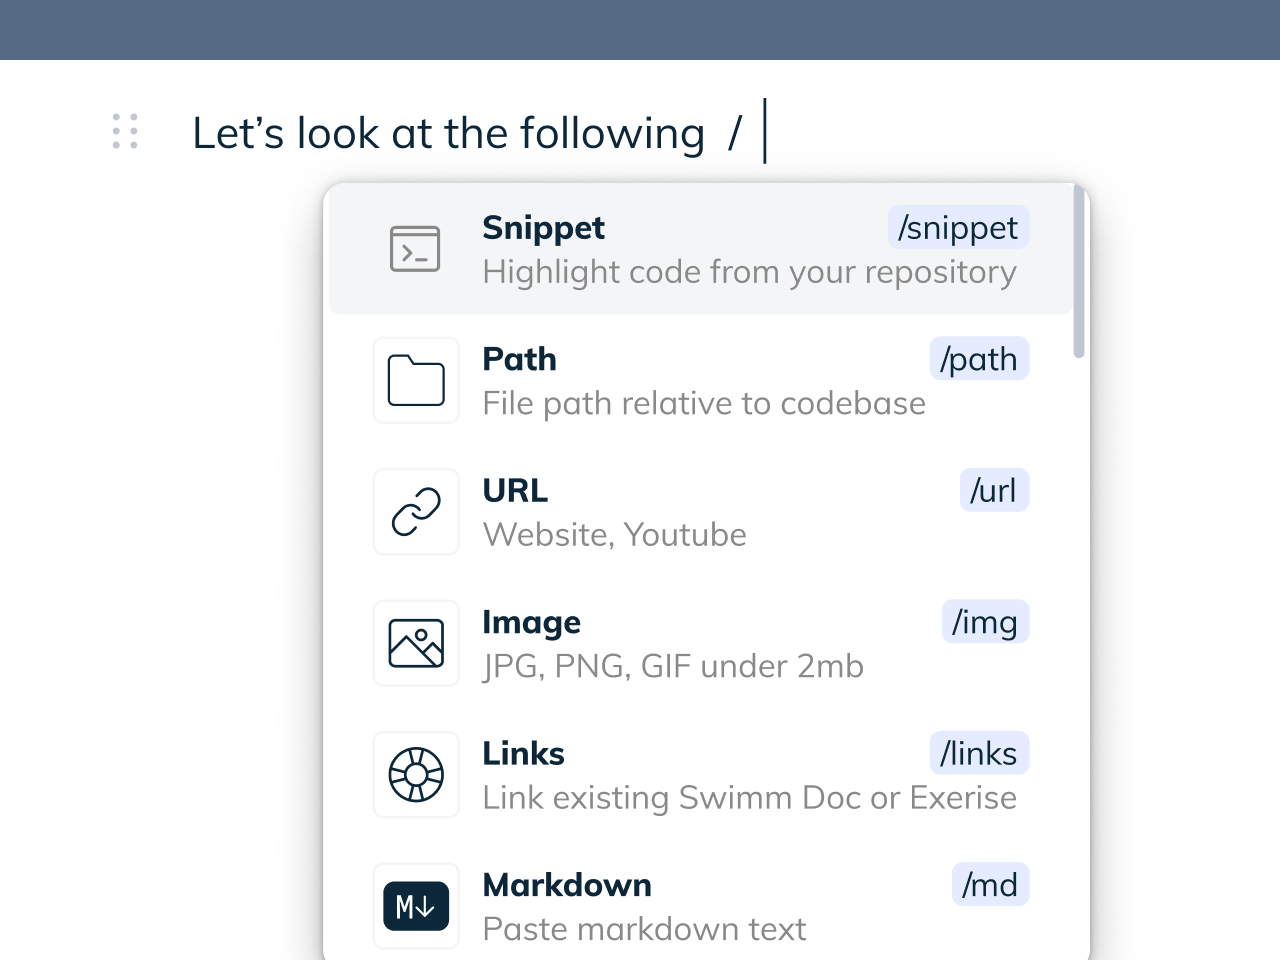 Let’s look at the following /
Snippet /snippet
Highlight code from your repository
Path /path
File path relative to codebase
URL /url
Website, Youtube
Image /img
JPG, PNG, GIF under 2mb
Links /links
Link existing Swimm Doc or Exerise
M↓ Markdown /md
Paste markdown text